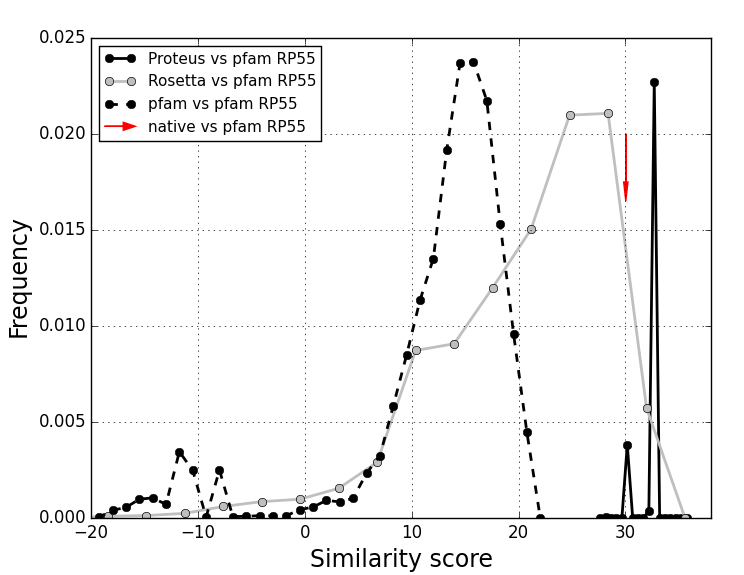 0.025
0.020
0.015
0.010
0.005
0.000
Frequency
Proteus vs pfam RP55
Rosetta vs pfam RP55
pfam vs pfam RP55
native vs pfam RP55
−20 −10 0 10 20 30
Similarity score